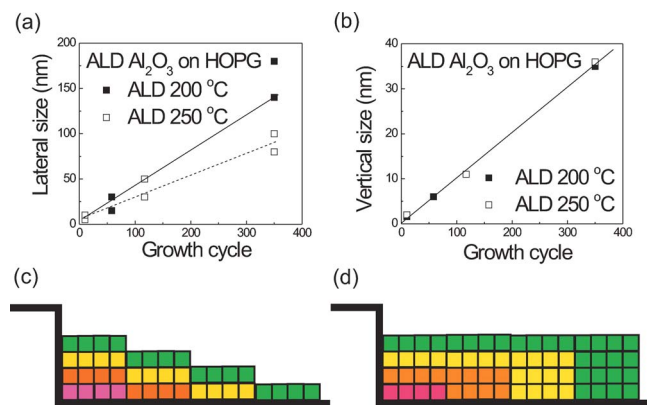 (a)
200
150
100
50
0
0 100 200 300 400
Lateral size (nm)
Growth cycle
ALD Al₂O₃ on HOPG
■ ALD 200 °C
□ ALD 250 °C
(b)
40
30
20
10
0
0 100 200 300 400
Vertical size (nm)
Growth cycle
ALD Al₂O₃ on HOPG
■ ALD 200 °C
□ ALD 250 °C
(c)
(d)